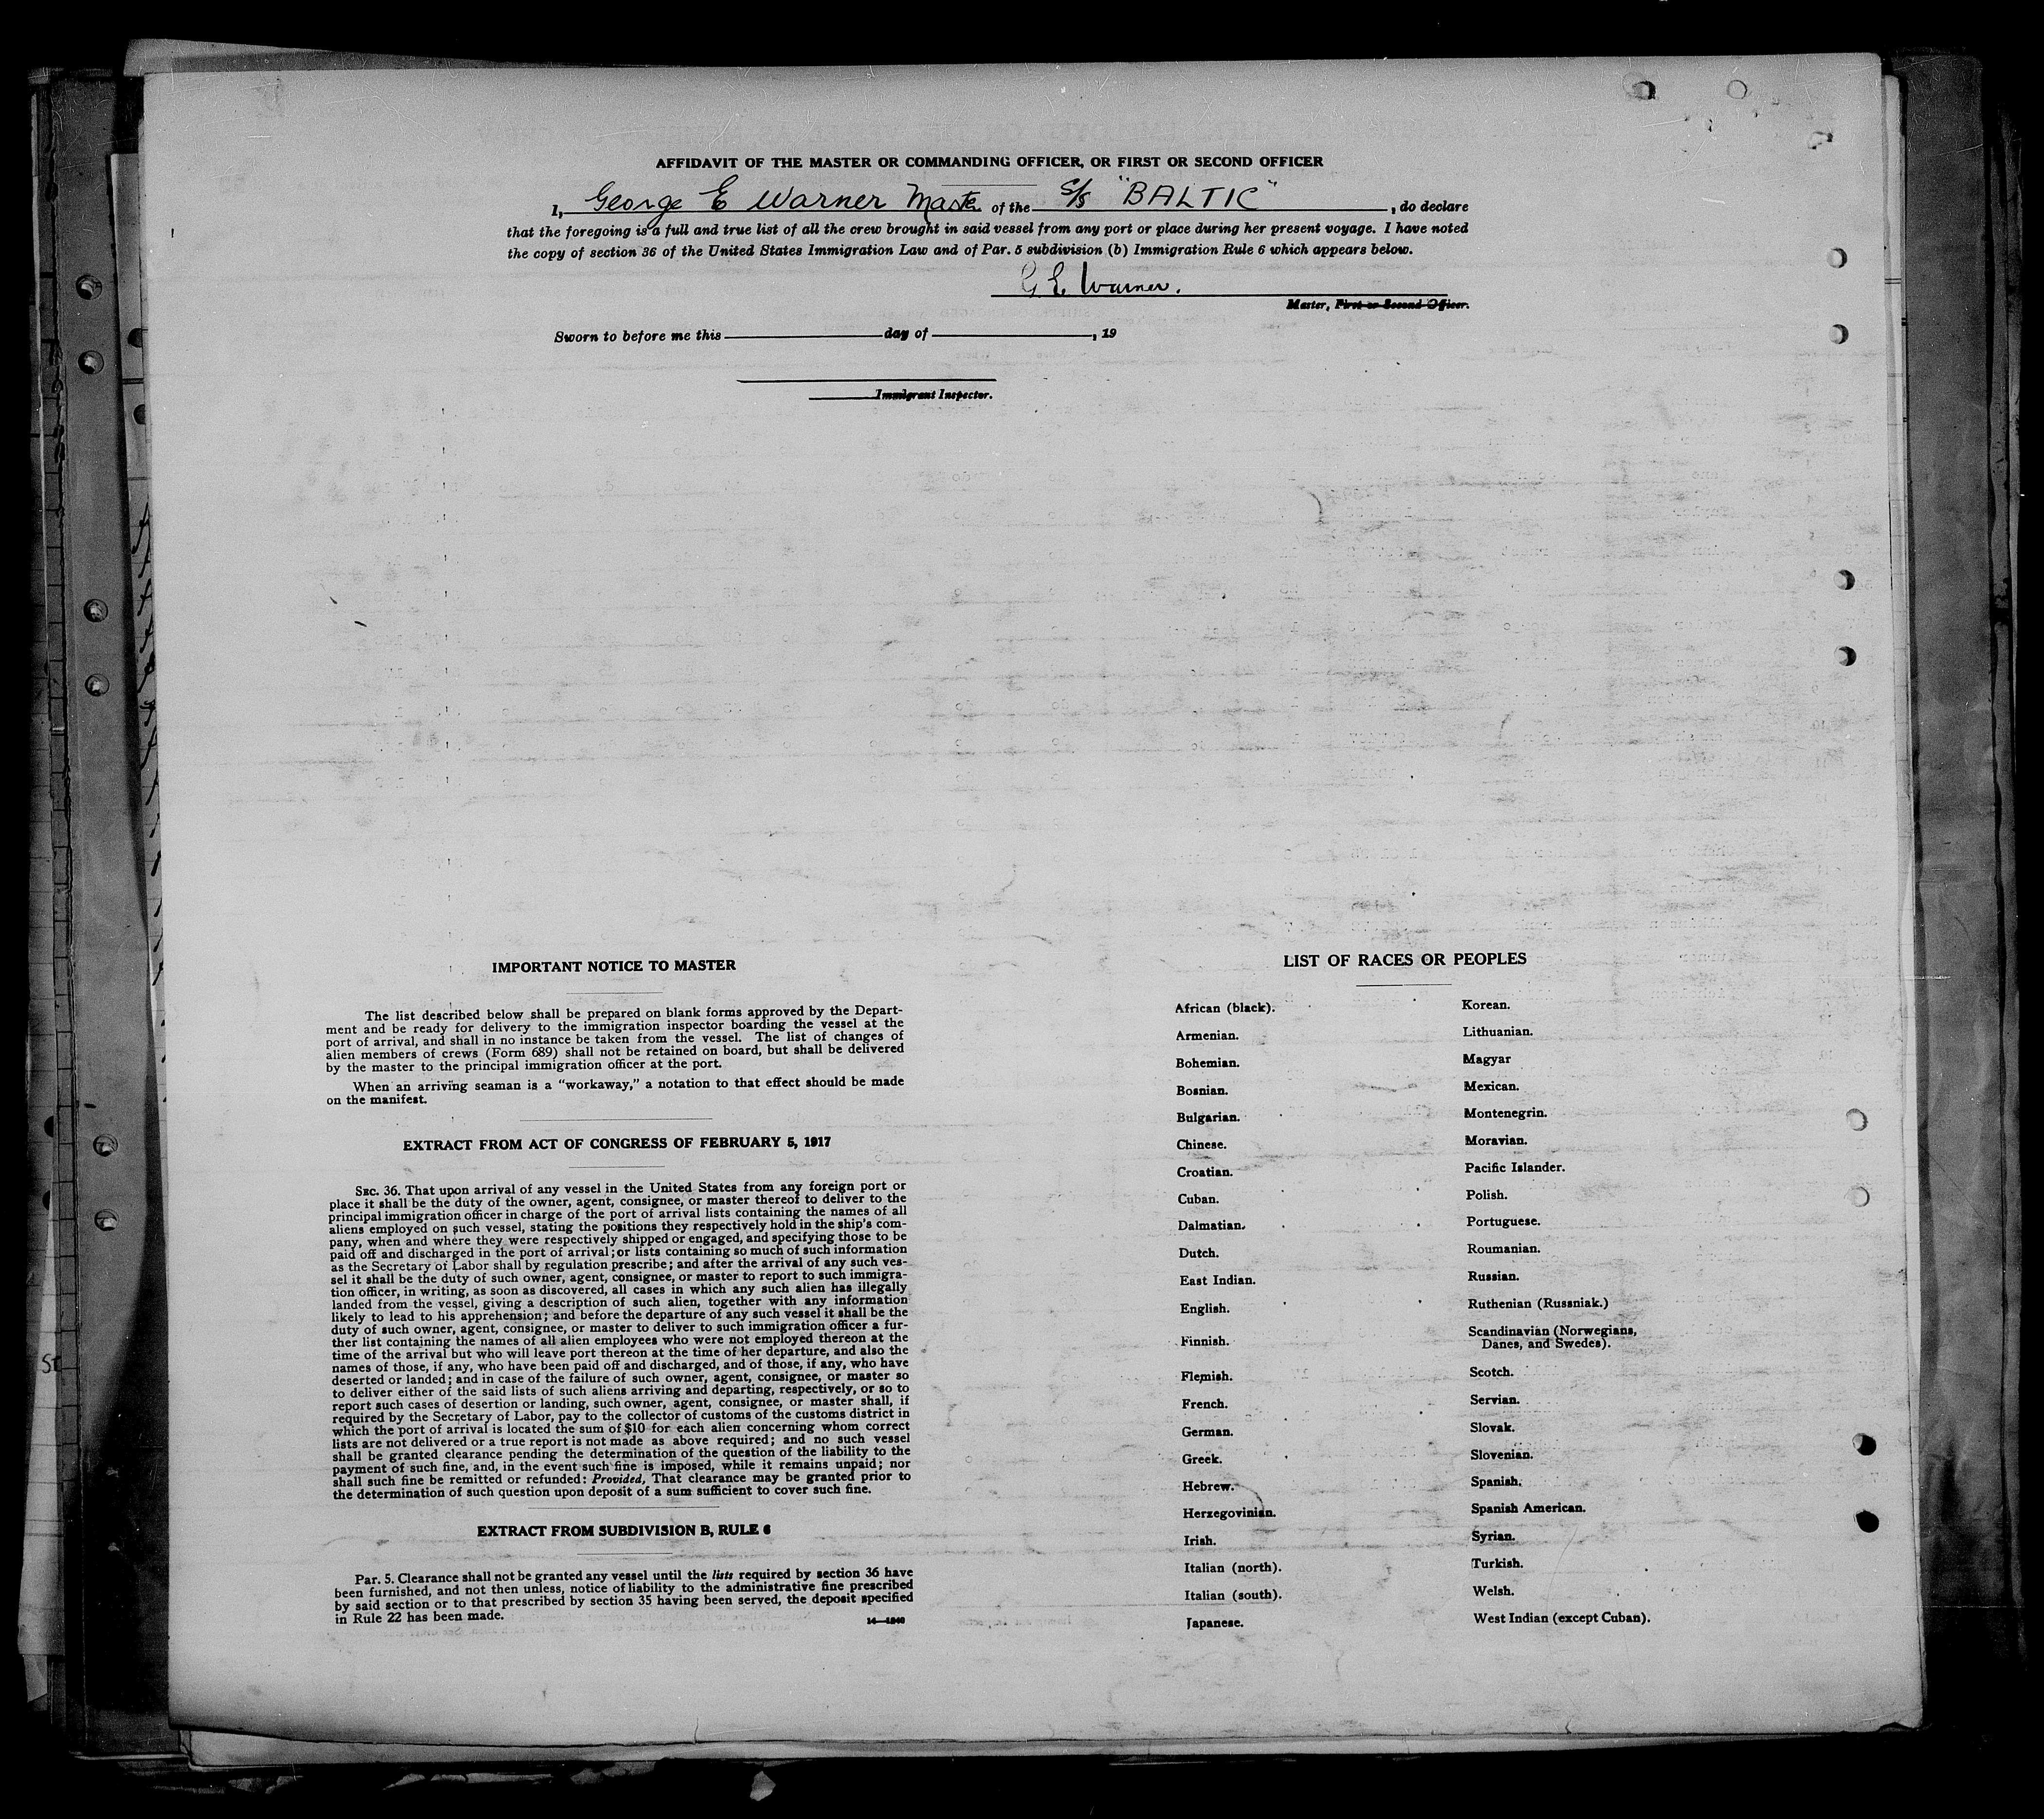 AFFIDAVIT OF THE MASTER OR COMMANDING OFFICER, OR FIRST OR SECOND OFFICER
I, George E Warner Master of the S/S "BALTIC", do declare
that the foregoing is a full and true list of all the crew brought in said vessel from any port or place during her present voyage. I have noted
the copy of section 36 of the United States Immigration Law and of Par. 5 subdivision (b) Immigration Rule 6 which appears below.
G E Warner.
Master, First or Second Officer.
Sworn to before me this day of , 19
Immigrant Inspector.
IMPORTANT NOTICE TO MASTER
The list described below shall be prepared on blank forms approved by the Depart-
ment and be ready for delivery to the immigration inspector boarding the vessel at the
port of arrival, and shall in no instance be taken from the vessel. The list of changes of
alien members of crews (Form 689) shall not be retained on board, but shall be delivered
by the master to the principal immigration officer at the port.
When an arriving seaman is a "workaway," a notation to that effect should be made
on the manifest.
EXTRACT FROM ACT OF CONGRESS OF FEBRUARY 5, 1917
SEC. 36. That upon arrival of any vessel in the United States from any foreign port or
place it shall be the duty of the owner, agent, consignee, or master thereof to deliver to the
principal immigration officer in charge of the port of arrival lists containing the names of all
aliens employed on such vessel, stating the positions they respectively hold in the ship's com-
pany, when and where they were respectively shipped or engaged, and specifying those to be
paid off and discharged in the port of arrival; or lists containing so much of such information
as the Secretary of Labor shall by regulation prescribe; and after the arrival of any such ves-
sel it shall be the duty of such owner, agent, consignee, or master to report to such immigra-
tion officer, in writing, as soon as discovered, all cases in which any such alien has illegally
landed from the vessel, giving a description of such alien, together with any information
likely to lead to his apprehension; and before the departure of any such vessel it shall be the
duty of such owner, agent, consignee, or master to deliver to such immigration officer a fur-
ther list containing the names of all alien employees who were not employed thereon at the
time of the arrival but who will leave port thereon at the time of her departure, and also the
names of those, if any, who have been paid off and discharged, and of those, if any, who have
deserted or landed; and in case of the failure of such owner, agent, consignee, or master so
to deliver either of the said lists of such aliens arriving and departing, respectively, or so to
report such cases of desertion or landing, such owner, agent, consignee, or master shall, if
required by the Secretary of Labor, pay to the collector of customs of the customs district in
which the port of arrival is located the sum of $10 for each alien concerning whom correct
lists are not delivered or a true report is not made as above required; and no such vessel
shall be granted clearance pending the determination of the question of the liability to the
payment of such fine, and, in the event such fine is imposed, while it remains unpaid; nor
shall such fine be remitted or refunded: Provided, That clearance may be granted prior to
the determination of such question upon deposit of a sum sufficient to cover such fine.
EXTRACT FROM SUBDIVISION B, RULE 6
Par. 5. Clearance shall not be granted any vessel until the lists required by section 36 have
been furnished, and not then unless, notice of liability to the administrative fine prescribed
by said section or to that prescribed by section 35 having been served, the deposit specified
in Rule 22 has been made.
14—1240
LIST OF RACES OR PEOPLES
African (black).
Armenian.
Bohemian.
Bosnian.
Bulgarian.
Chinese.
Croatian.
Cuban.
Dalmatian.
Dutch.
East Indian.
English.
Finnish.
Flemish.
French.
German.
Greek.
Hebrew.
Herzegovinian.
Irish.
Italian (north).
Italian (south).
Japanese.
Korean.
Lithuanian.
Magyar
Mexican.
Montenegrin.
Moravian.
Pacific Islander.
Polish.
Portuguese.
Roumanian.
Russian.
Ruthenian (Russniak.)
Scandinavian (Norwegians,
Danes, and Swedes).
Scotch.
Servian.
Slovak.
Slovenian.
Spanish.
Spanish American.
Syrian.
Turkish.
Welsh.
West Indian (except Cuban).